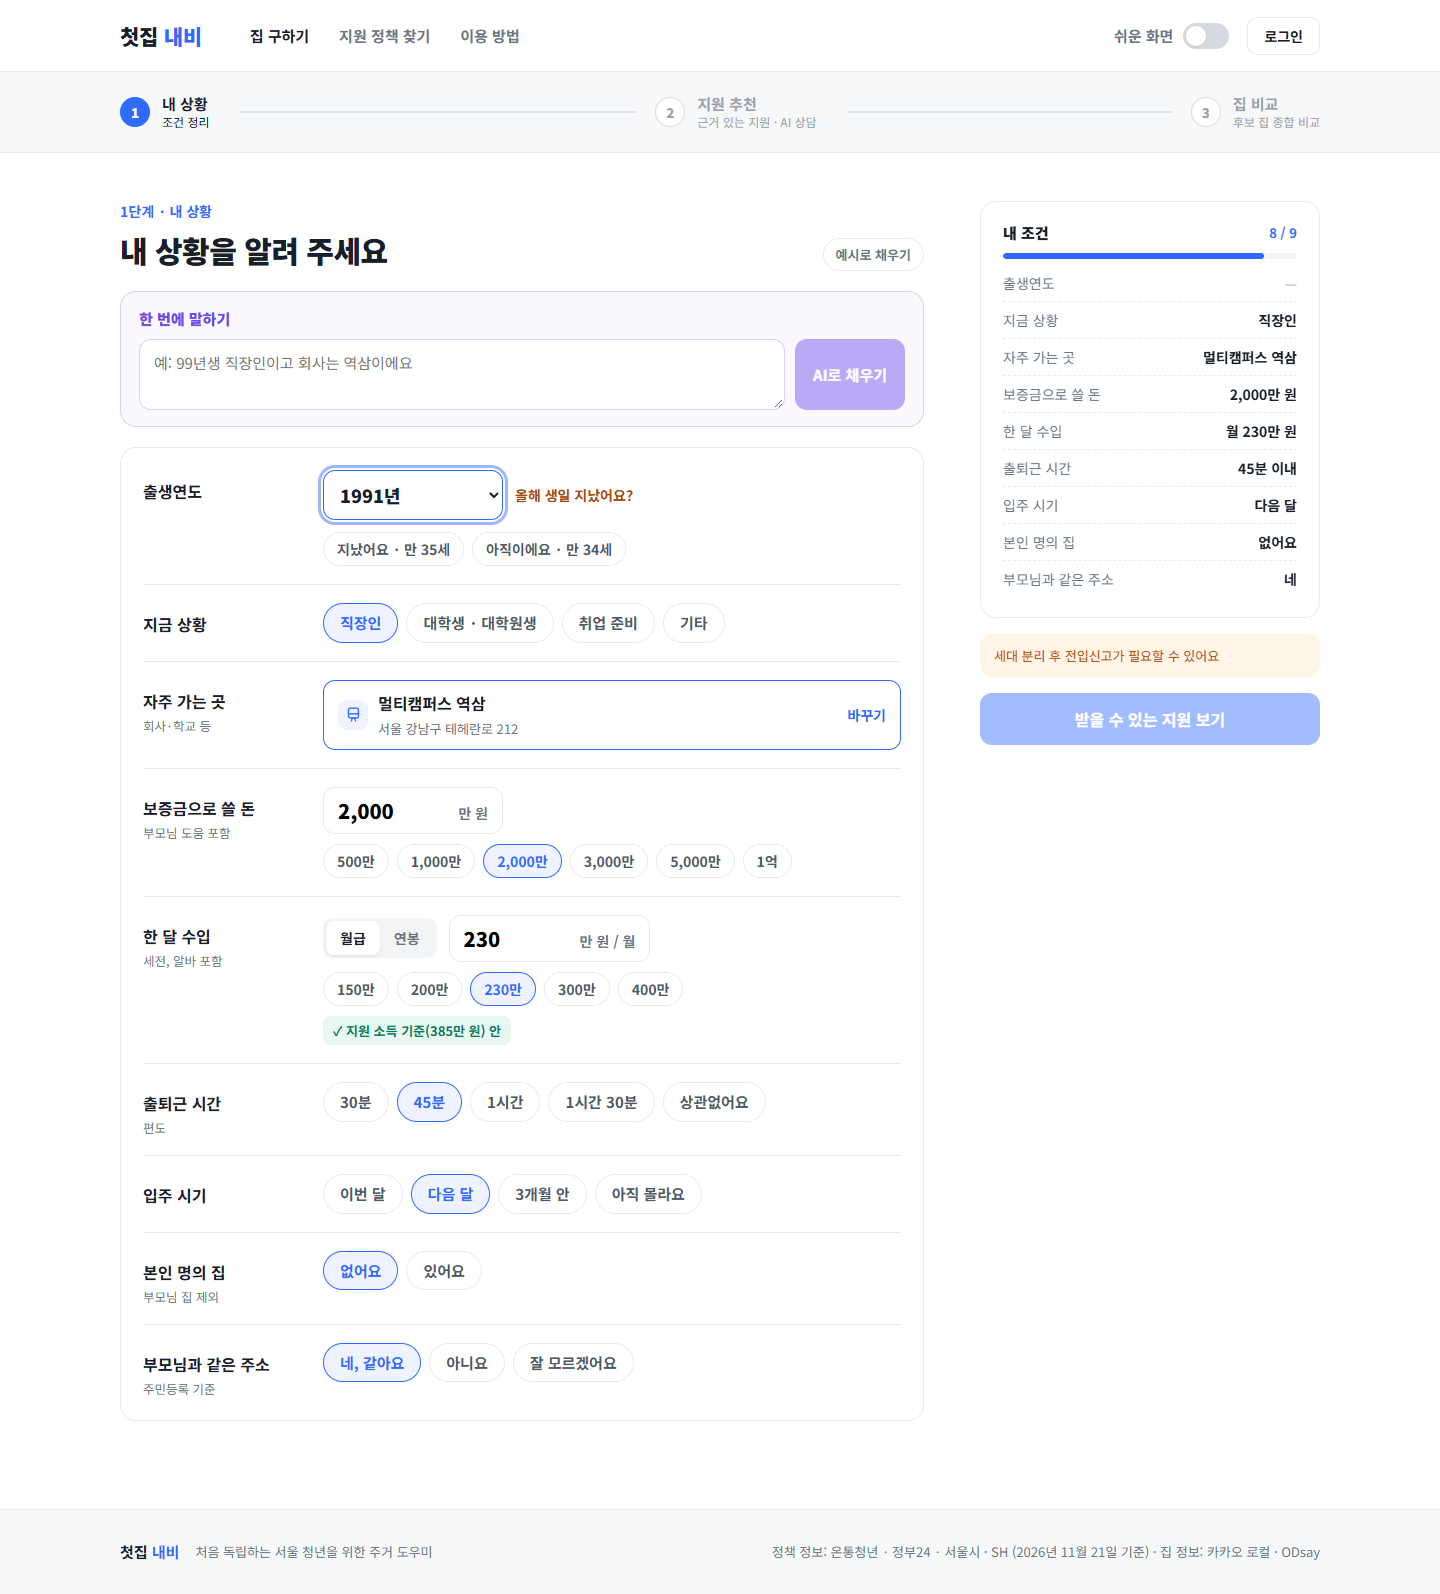 첫집 내비
집 구하기
지원 정책 찾기
이용 방법
쉬운 화면
로그인
1
내 상황
조건 정리
2
지원 추천
근거 있는 지원 · AI 상담
3
집 비교
후보 집 종합 비교
1단계 · 내 상황
내 상황을 알려 주세요
예시로 채우기
한 번에 말하기
예: 99년생 직장인이고 회사는 역삼이에요
AI로 채우기
출생연도
1991년
올해 생일 지났어요?
지났어요 · 만 35세
아직이에요 · 만 34세
지금 상황
직장인
대학생 · 대학원생
취업 준비
기타
자주 가는 곳
회사·학교 등
멀티캠퍼스 역삼
서울 강남구 테헤란로 212
바꾸기
보증금으로 쓸 돈
부모님 도움 포함
2,000
만 원
500만
1,000만
2,000만
3,000만
5,000만
1억
한 달 수입
세전, 알바 포함
월급
연봉
230
만 원 / 월
150만
200만
230만
300만
400만
✓ 지원 소득 기준(385만 원) 안
출퇴근 시간
편도
30분
45분
1시간
1시간 30분
상관없어요
입주 시기
이번 달
다음 달
3개월 안
아직 몰라요
본인 명의 집
부모님 집 제외
없어요
있어요
부모님과 같은 주소
주민등록 기준
네, 같아요
아니요
잘 모르겠어요
내 조건
8 / 9
출생연도
—
지금 상황
직장인
자주 가는 곳
멀티캠퍼스 역삼
보증금으로 쓸 돈
2,000만 원
한 달 수입
월 230만 원
출퇴근 시간
45분 이내
입주 시기
다음 달
본인 명의 집
없어요
부모님과 같은 주소
네
세대 분리 후 전입신고가 필요할 수 있어요
받을 수 있는 지원 보기
첫집 내비
처음 독립하는 서울 청년을 위한 주거 도우미
정책 정보: 온통청년 · 정부24 · 서울시 · SH (2026년 11월 21일 기준) · 집 정보: 카카오 로컬 · ODsay